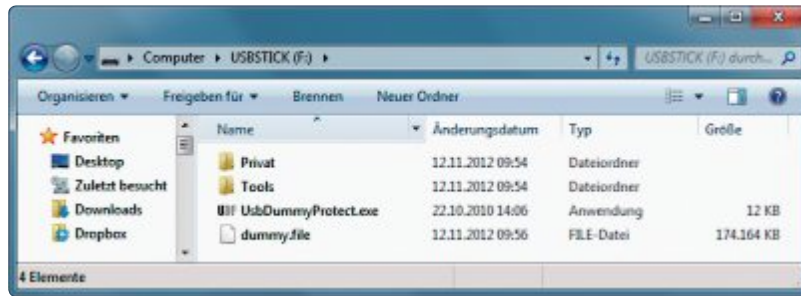 Computer ▸ USBSTICK (F:) ▸ USBSTICK (F:) durch...
Organisieren Freigeben für Brennen Neuer Ordner
Favoriten
Desktop
Zuletzt besucht
Downloads
Dropbox
Name Änderungsdatum Typ Größe
Privat 12.11.2012 09:54 Dateiordner
Tools 12.11.2012 09:54 Dateiordner
UsbDummyProtect.exe 22.10.2010 14:06 Anwendung 12 KB
dummy.file 12.11.2012 09:56 FILE-Datei 174.164 KB
4 Elemente